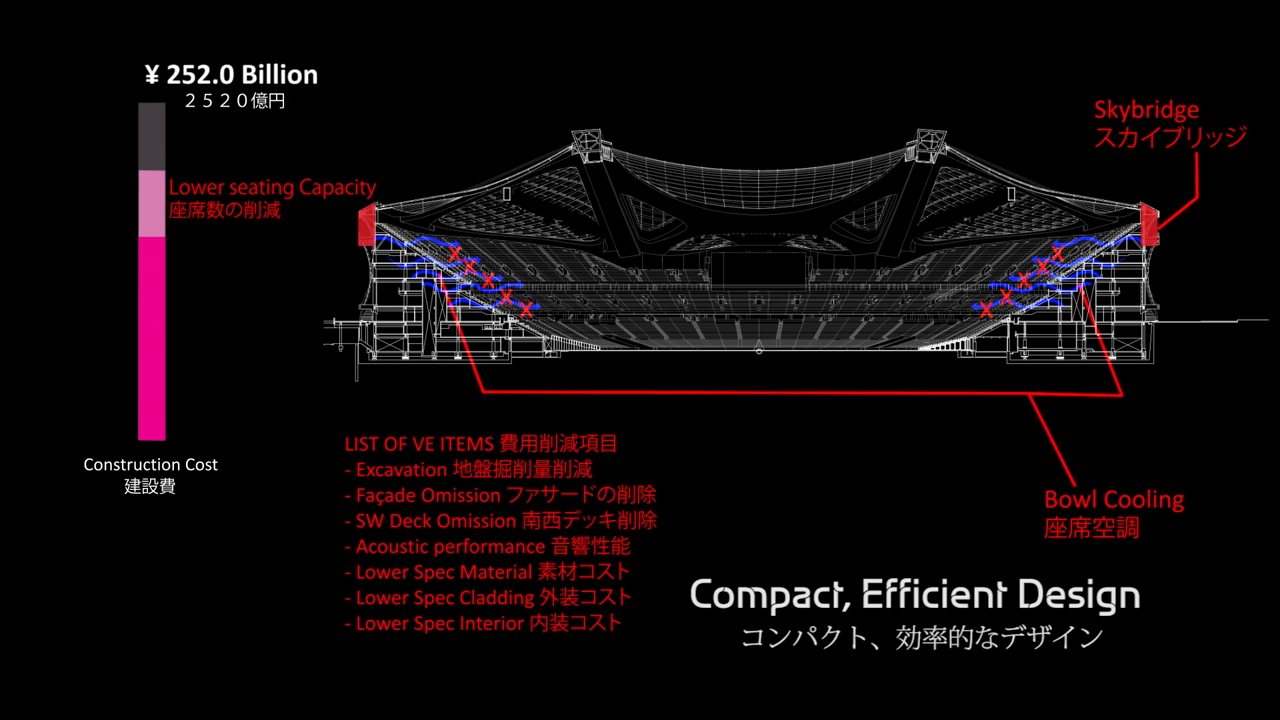 ¥ 252.0 Billion
２５２０億円
Lower seating Capacity
座席数の削減
Construction Cost
建設費
Skybridge
スカイブリッジ
LIST OF VE ITEMS 費用削減項目
- Excavation 地盤掘削量削減
- Façade Omission ファサードの削除
- SW Deck Omission 南西デッキ削除
- Acoustic performance 音響性能
- Lower Spec Material 素材コスト
- Lower Spec Cladding 外装コスト
- Lower Spec Interior 内装コスト
Bowl Cooling
座席空調
Compact, Efficient Design
コンパクト、効率的なデザイン